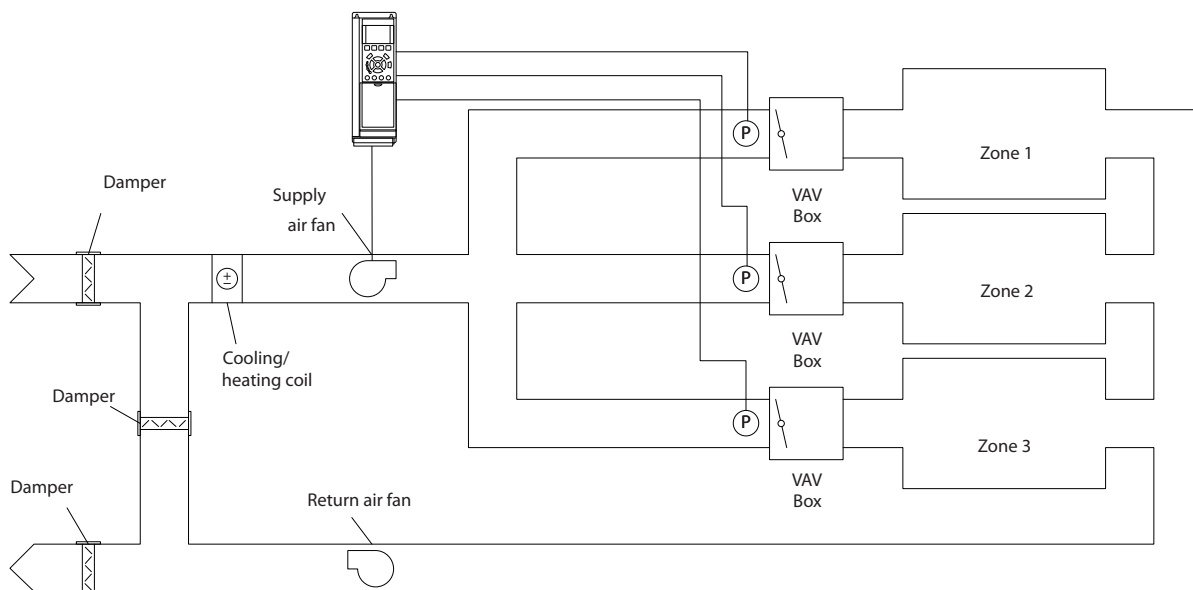 Damper
Supply
air fan
P
Zone 1
VAV
Box
P
Zone 2
VAV
Box
±
Cooling/
heating coil
Damper
P
Zone 3
VAV
Box
Damper
Return air fan